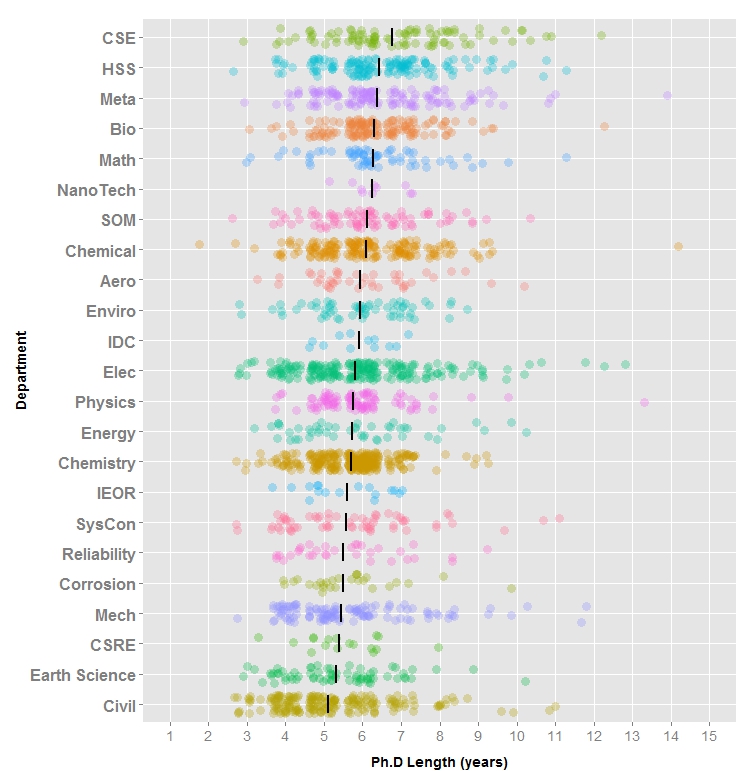 CSE
HSS
Meta
Bio
Math
NanoTech
SOM
Chemical
Aero
Enviro
IDC
Elec
Physics
Energy
Chemistry
IEOR
SysCon
Reliability
Corrosion
Mech
CSRE
Earth Science
Civil
Department
1 2 3 4 5 6 7 8 9 10 11 12 13 14 15
Ph.D Length (years)